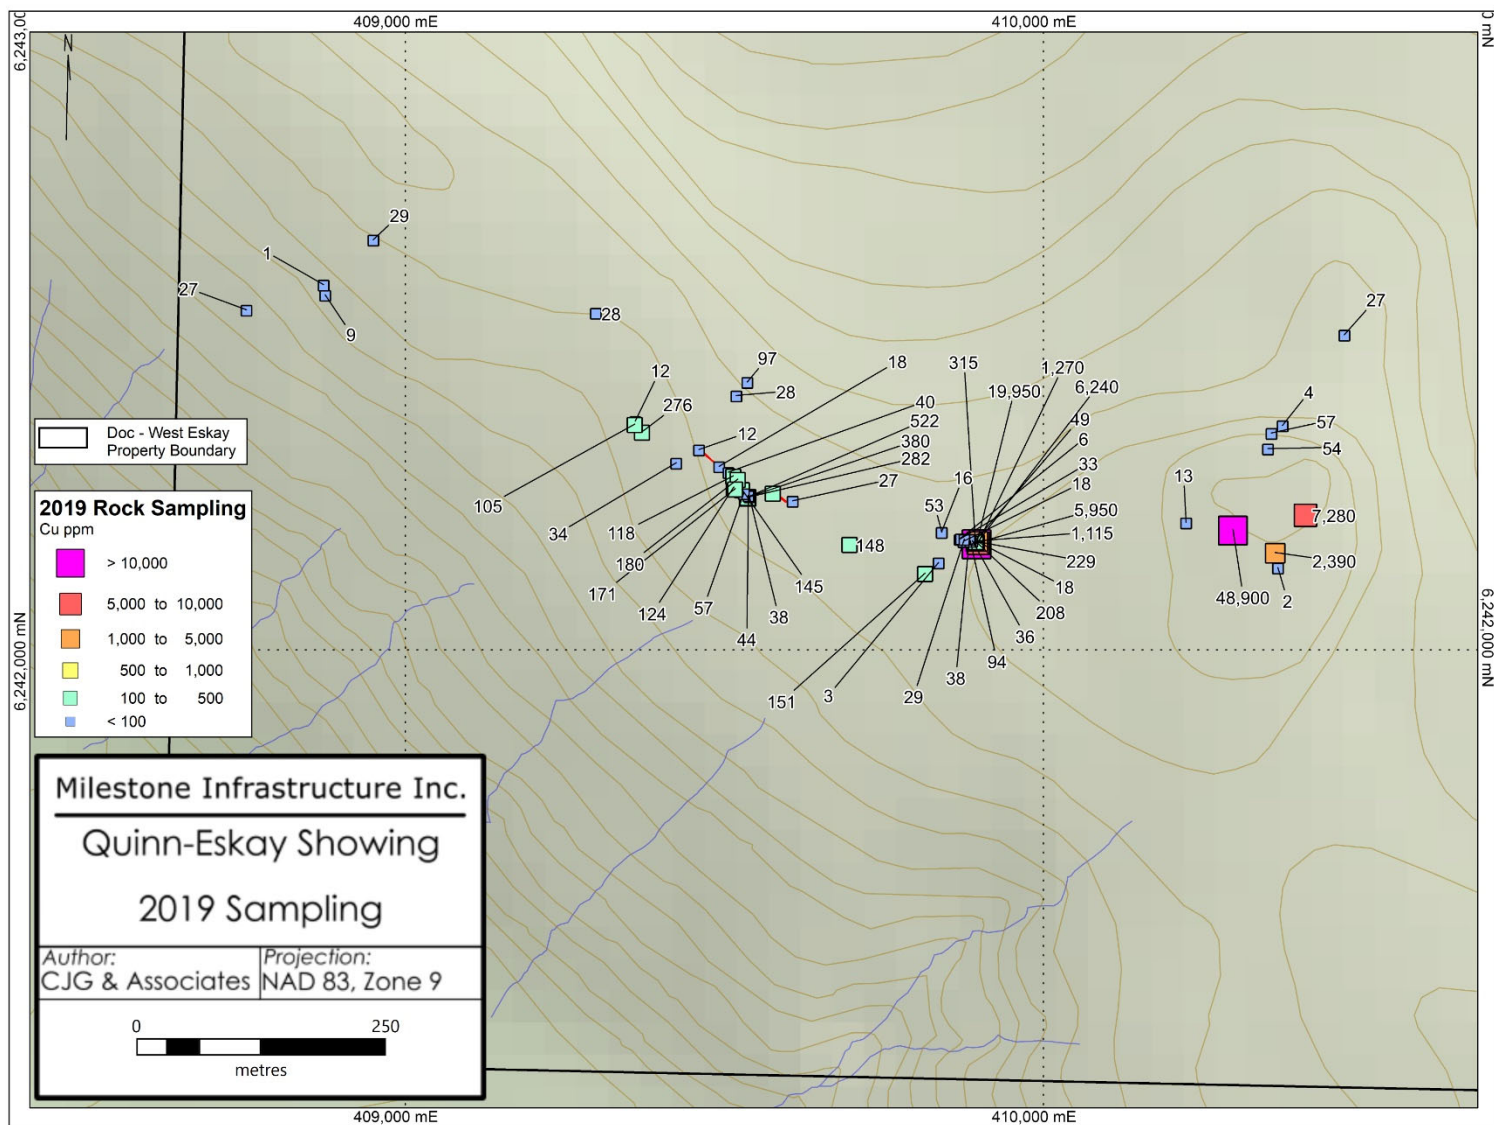 409,000 mE
410,000 mE
6,243,00
0 mN
N
29
1
27
9
28
27
97
28
12
276
12
18
315
19,950
1,270
6,240
49
6
33
18
5,950
1,115
229
18
208
36
94
38
29
3
151
16
53
40
522
380
282
27
148
105
34
118
180
171
124
57
44
38
145
4
57
54
13
7,280
2,390
2
48,900
Doc - West Eskay
Property Boundary
2019 Rock Sampling
Cu ppm
> 10,000
5,000 to 10,000
1,000 to 5,000
500 to 1,000
100 to 500
< 100
6,242,000 mN
6,242,000 mN
Milestone Infrastructure Inc.
Quinn-Eskay Showing
2019 Sampling
Author:
CJG & Associates
Projection:
NAD 83, Zone 9
0 250
metres
409,000 mE
410,000 mE